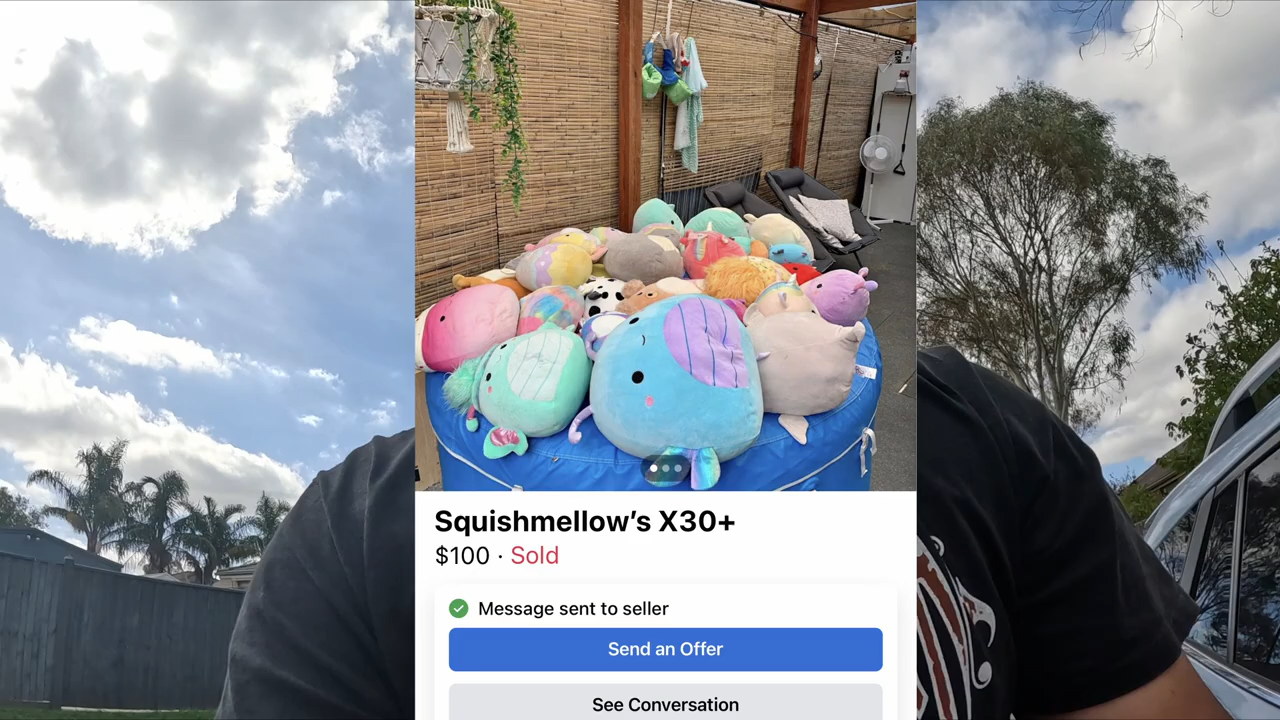 Squishmellow’s X30+
$100 · Sold
Message sent to seller
Send an Offer
See Conversation